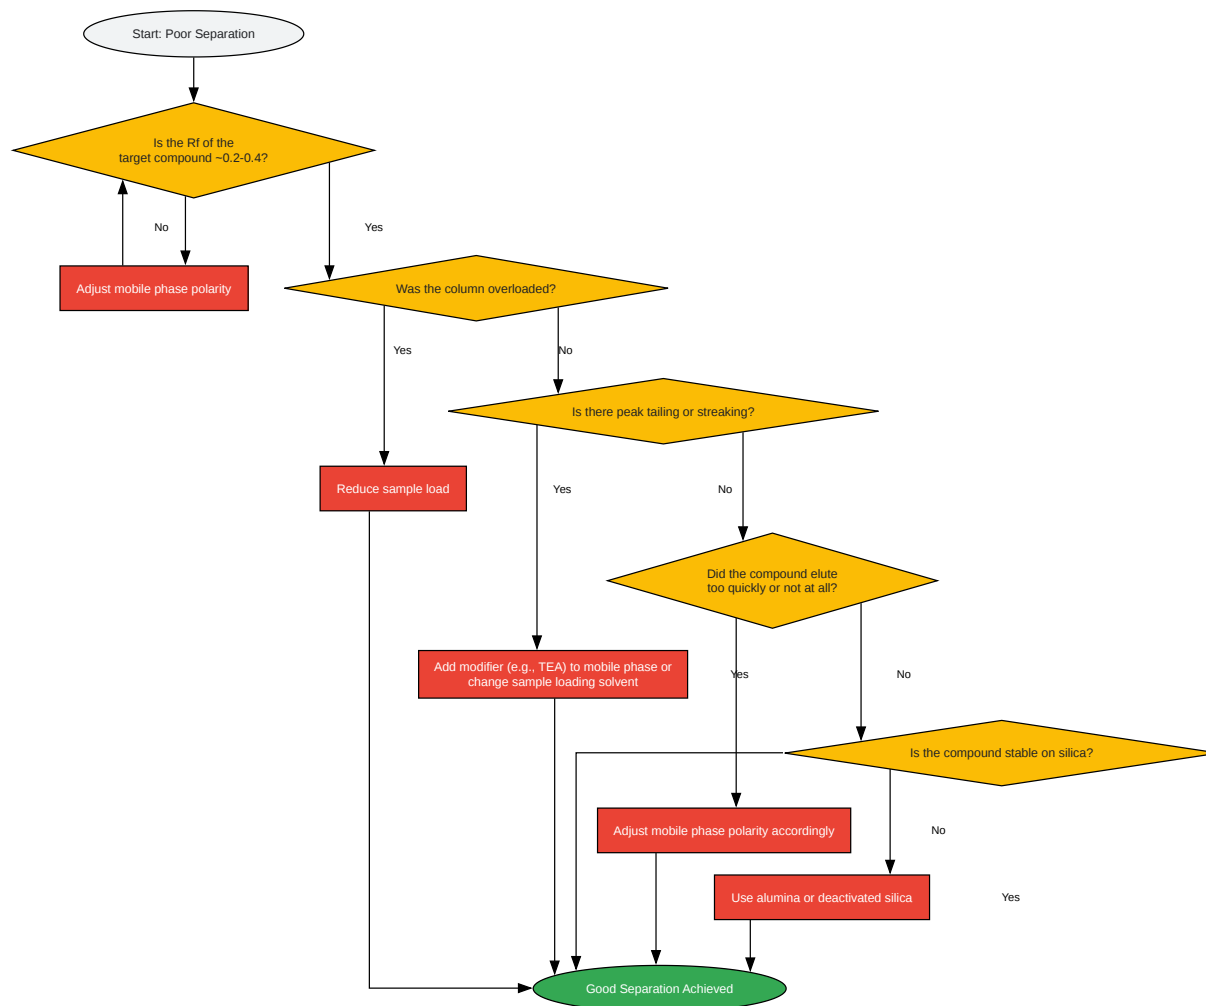 Start: Poor Separation
Is the Rf of the
target compound ~0.2-0.4?
No
Yes
Adjust mobile phase polarity
Was the column overloaded?
Yes
No
Is there peak tailing or streaking?
Reduce sample load
Yes
No
Did the compound elute
too quickly or not at all?
Add modifier (e.g., TEA) to mobile phase or
change sample loading solvent
Yes
No
Is the compound stable on silica?
Adjust mobile phase polarity accordingly
No
Use alumina or deactivated silica
Yes
Good Separation Achieved